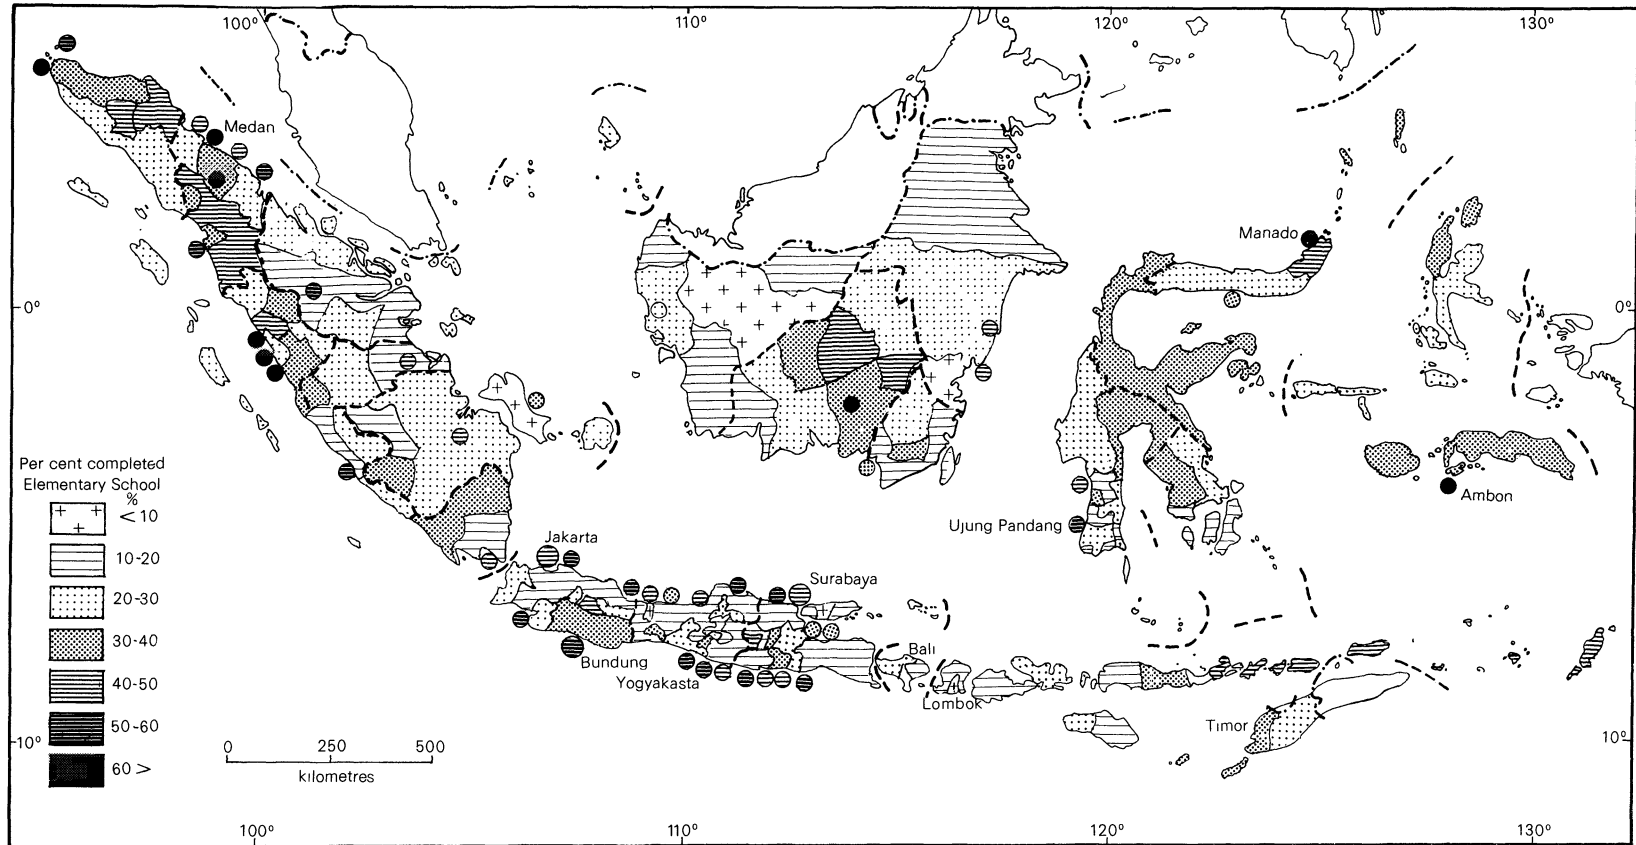 100° 110° 120° 130°
Medan
Manado
0° 0°
Per cent completed
Elementary School
%
< 10
10-20
20-30
30-40
40-50
50-60
60 >
Ujung Pandang
Ambon
Jakarta
Surabaya
Bundung
Yogyakasta
Bali
Lombok
Timor
10° 10°
0 250 500
kilometres
100° 110° 120° 130°